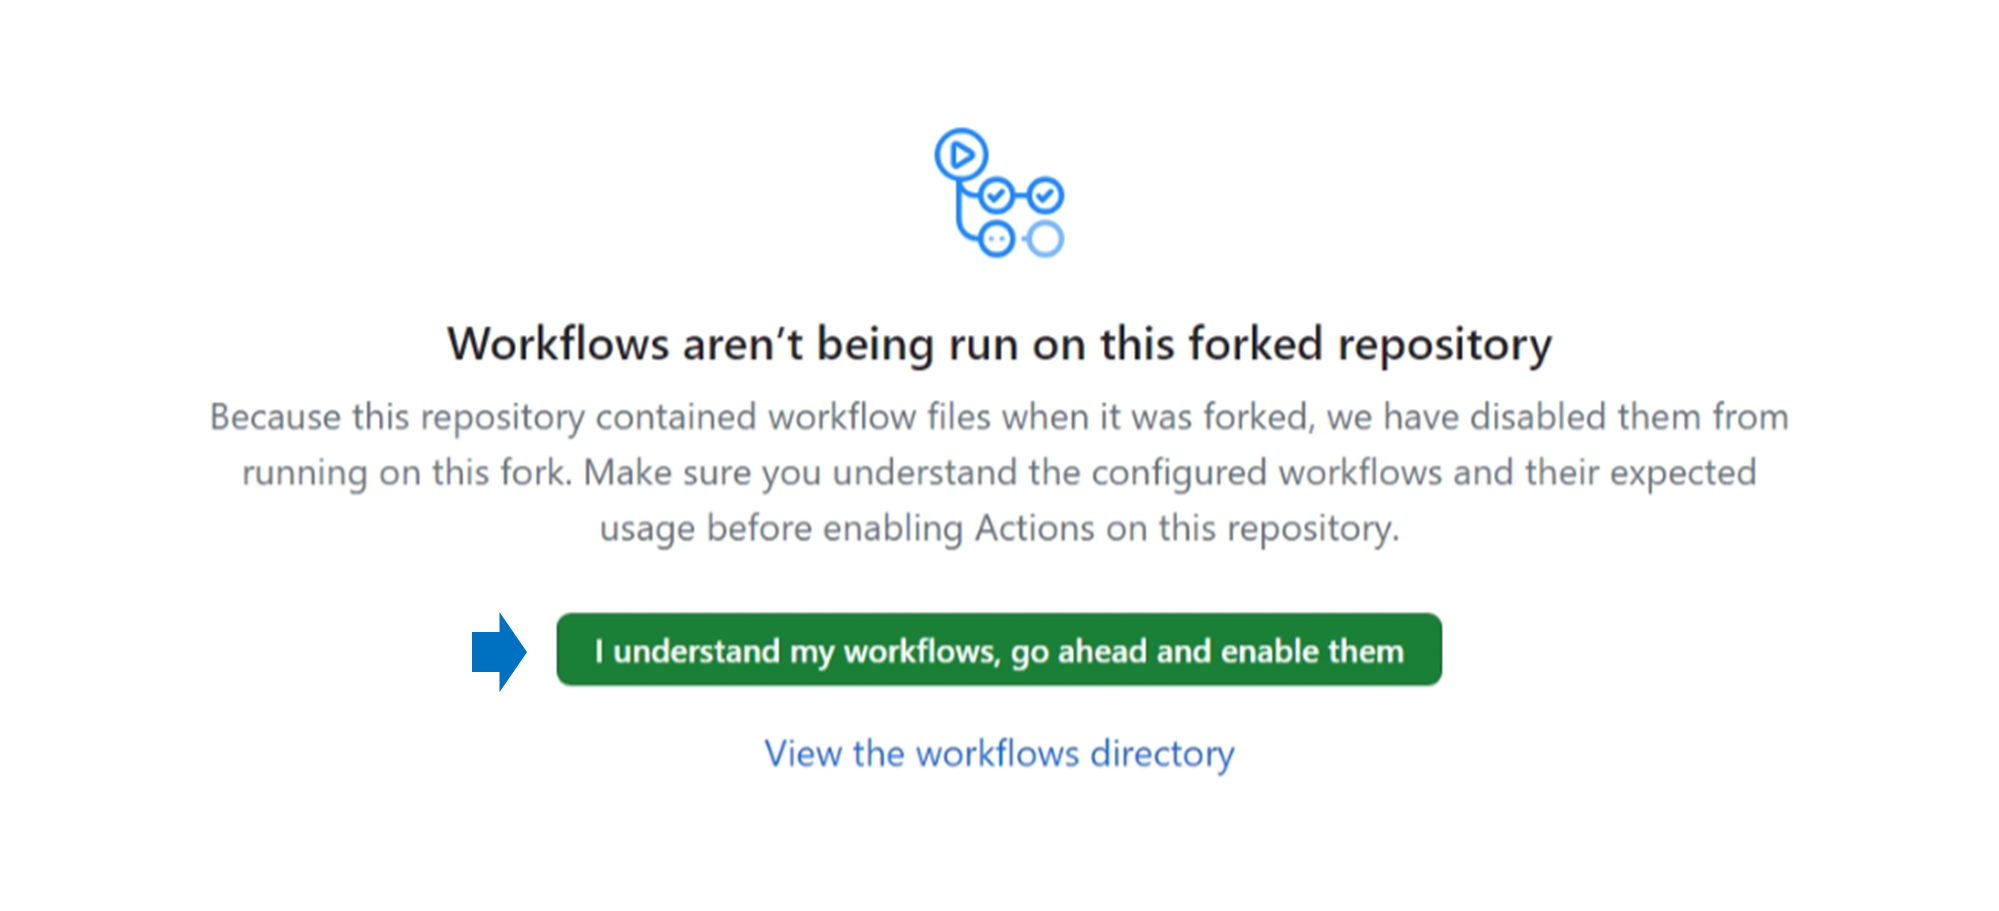 Workflows aren’t being run on this forked repository
Because this repository contained workflow files when it was forked, we have disabled them from
running on this fork. Make sure you understand the configured workflows and their expected
usage before enabling Actions on this repository.
I understand my workflows, go ahead and enable them
View the workflows directory